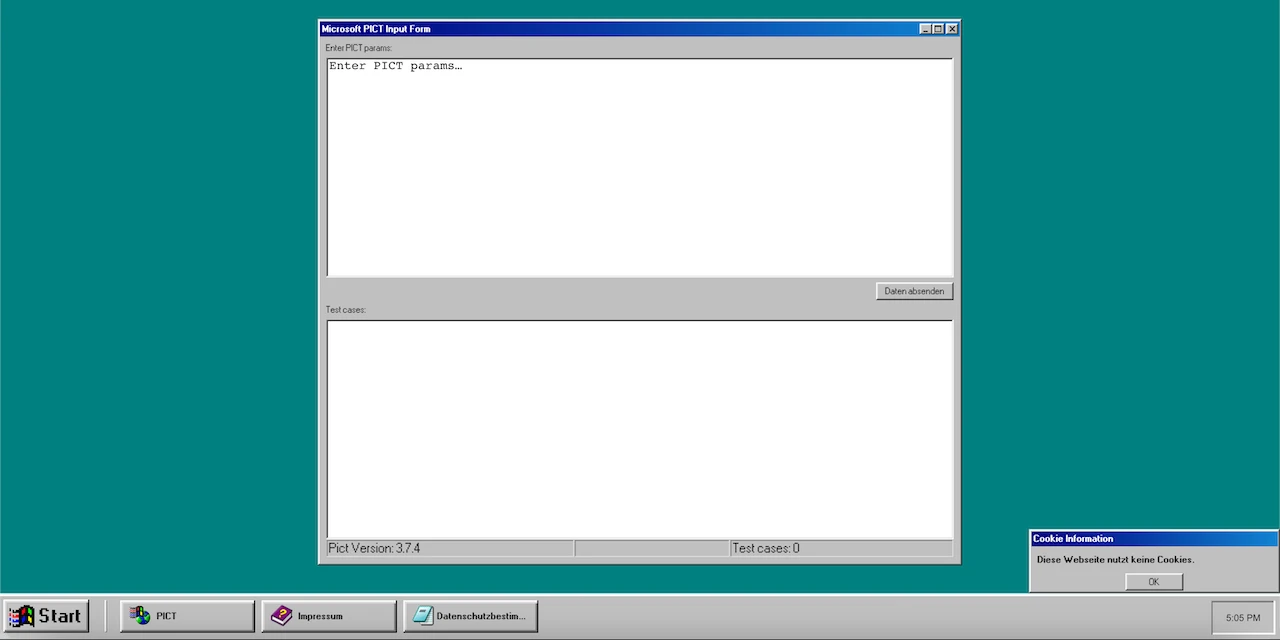 Microsoft PICT Input Form
Enter PICT params:
Enter PICT params...
Daten absenden
Test cases:
Pict Version: 3.7.4
Test cases: 0
Cookie Information
Diese Webseite nutzt keine Cookies.
OK
Start
PICT
Impressum
Datenschutzbestim...
5:05 PM